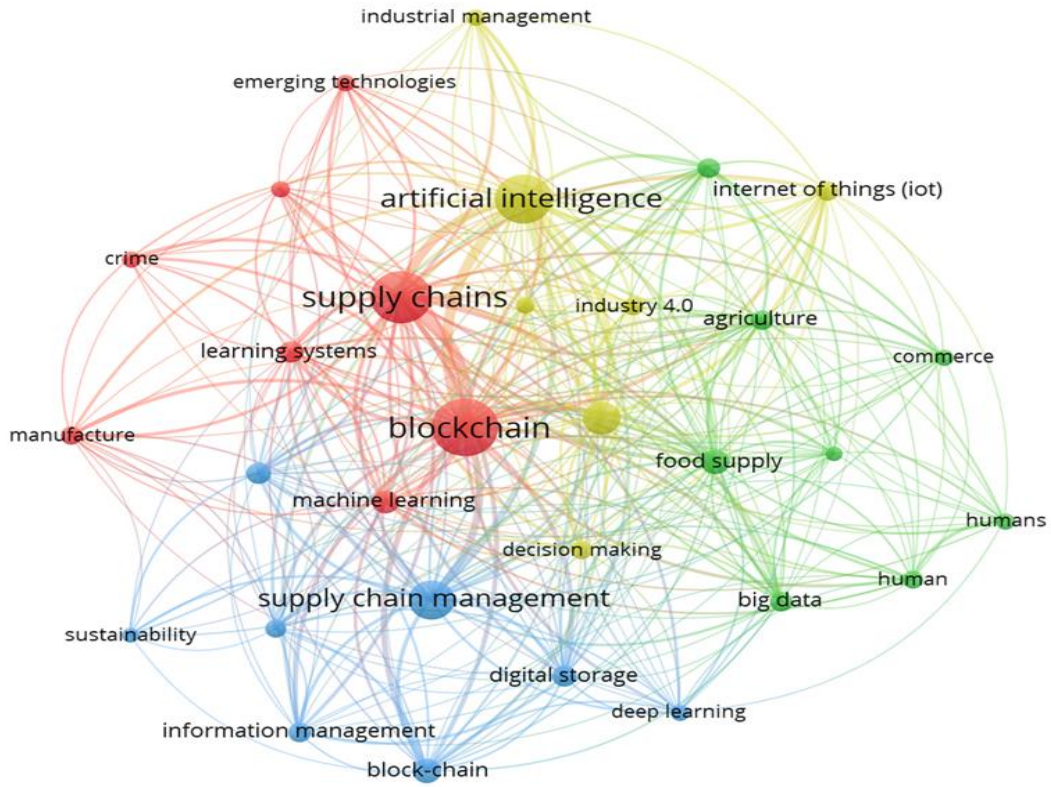 industrial management
emerging technologies
artificial intelligence
internet of things (iot)
crime
supply chains
industry 4.0
agriculture
learning systems
commerce
blockchain
manufacture
food supply
machine learning
humans
decision making
human
supply chain management
big data
sustainability
digital storage
deep learning
information management
block-chain